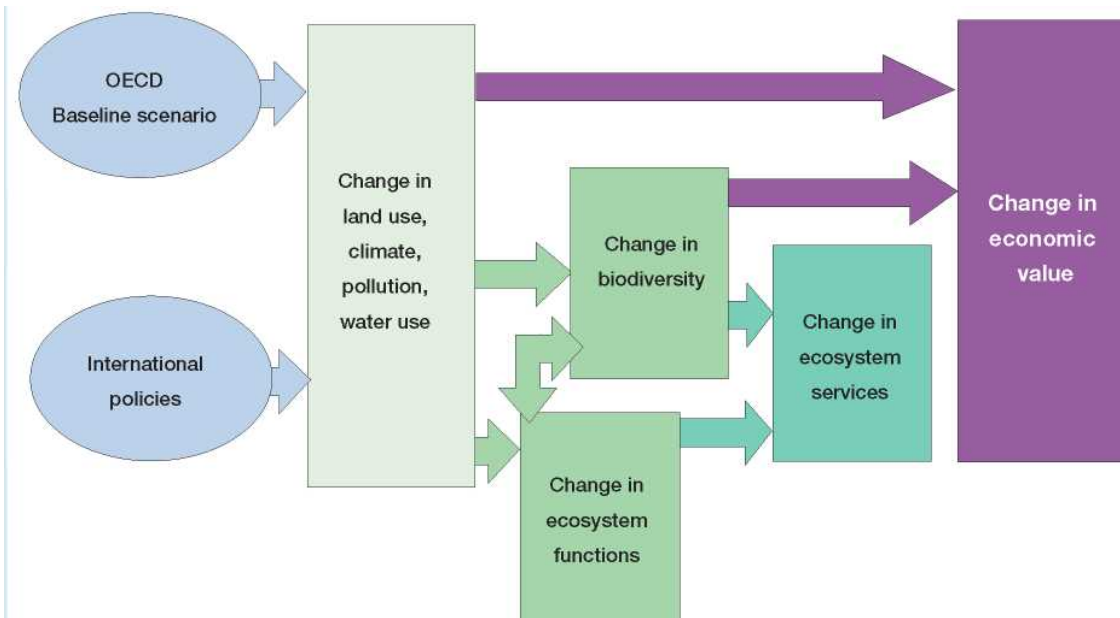 OECD
Baseline scenario
International
policies
Change in
land use,
climate,
pollution,
water use
Change in
biodiversity
Change in
ecosystem
functions
Change in
ecosystem
services
Change in
economic
value